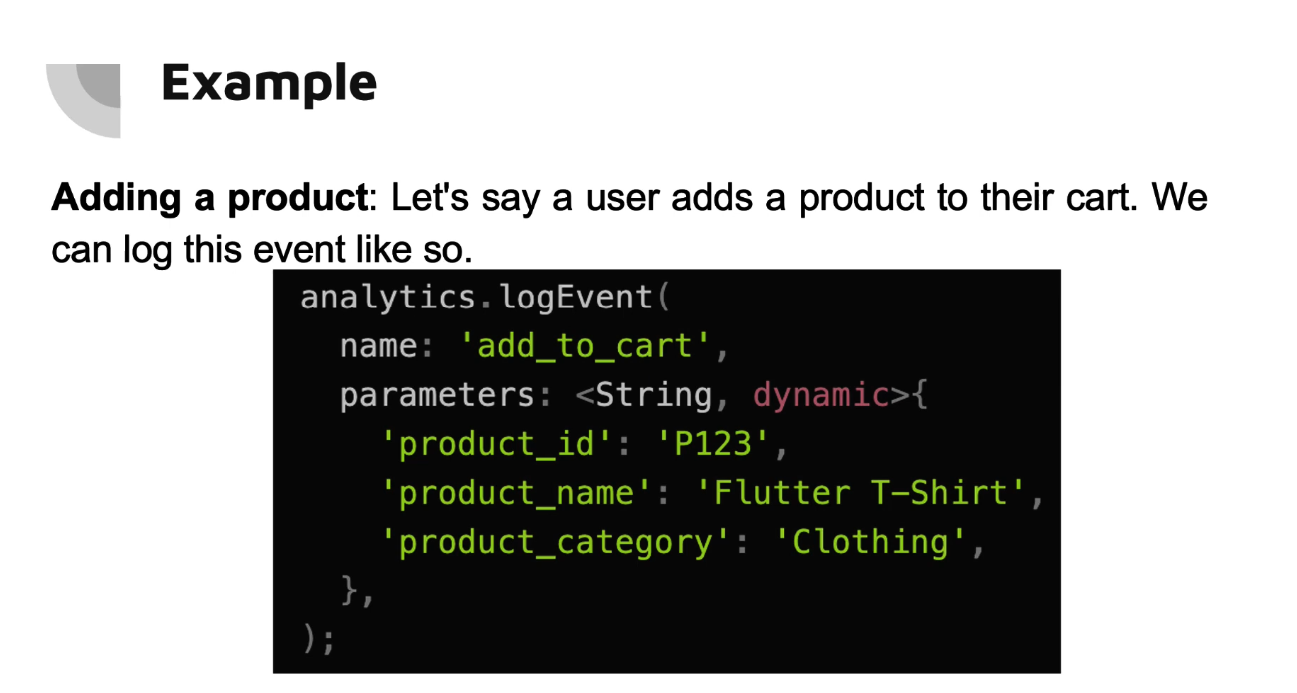 Example
Adding a product: Let's say a user adds a product to their cart. We
can log this event like so.
analytics.logEvent(
  name: 'add_to_cart',
  parameters: <String, dynamic>{
    'product_id': 'P123',
    'product_name': 'Flutter T-Shirt',
    'product_category': 'Clothing',
  },
);